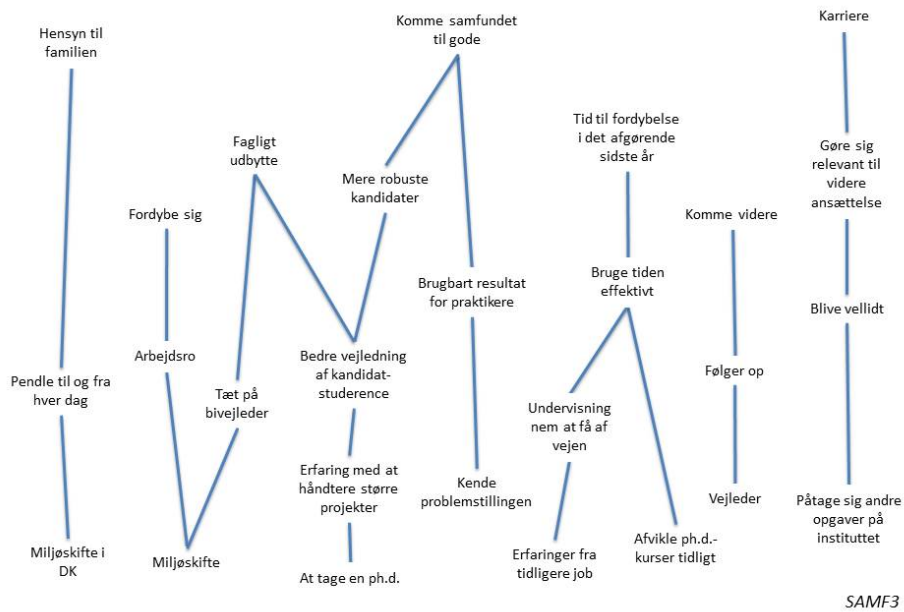 Hensyn til
familien
Pendle til og fra
hver dag
Miljøskifte i
DK
Fordybe sig
Arbejdsro
Miljøskifte
Fagligt
udbytte
Tæt på
bivejleder
Komme samfundet
til gode
Mere robuste
kandidater
Bedre vejledning
af kandidat-
studerence
Erfaring med at
håndtere større
projekter
At tage en ph.d.
Brugbart resultat
for praktikere
Kende
problemstillingen
Tid til fordybelse
i det afgørende
sidste år
Bruge tiden
effektivt
Undervisning
nem at få af
vejen
Erfaringer fra
tidligere job
Afvikle ph.d.-
kurser tidligt
Komme videre
Følger op
Vejleder
Karriere
Gøre sig
relevant til
videre
ansættelse
Blive vellidt
Påtage sig andre
opgaver på
instituttet
SAMF3